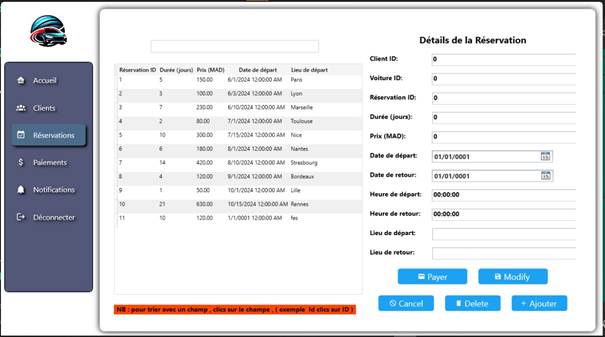 Accueil
Clients
Réservations
Paiements
Notifications
Déconnecter
Réservation ID Durée (jours) Prix (MAD) Date de départ Lieu de départ
1 5 150.00 6/1/2024 12:00:00 AM Paris
2 3 100.00 6/3/2024 12:00:00 AM Lyon
3 7 230.00 6/10/2024 12:00:00 AM Marseille
4 2 80.00 7/1/2024 12:00:00 AM Toulouse
5 10 300.00 7/15/2024 12:00:00 AM Nice
6 6 180.00 8/1/2024 12:00:00 AM Nantes
7 14 420.00 8/10/2024 12:00:00 AM Strasbourg
8 4 120.00 9/1/2024 12:00:00 AM Bordeaux
9 1 50.00 10/1/2024 12:00:00 AM Lille
10 21 630.00 10/15/2024 12:00:00 AM Rennes
11 10 120.00 1/1/0001 12:00:00 AM fes
NB : pour trier avec un champ , clics sur le champe , ( exemple Id clics sur ID )
Détails de la Réservation
Client ID: 0
Voiture ID: 0
Réservation ID: 0
Durée (jours): 0
Prix (MAD): 0
Date de départ: 01/01/0001 15
Date de retour: 01/01/0001 15
Heure de départ: 00:00:00
Heure de retour: 00:00:00
Lieu de départ:
Lieu de retour:
Payer Modify
Cancel Delete + Ajouter